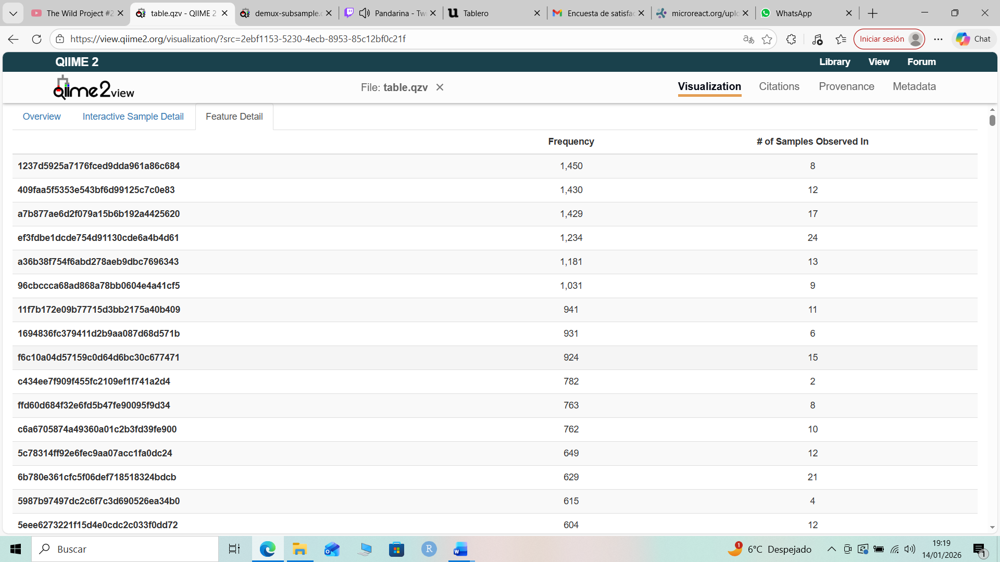 The Wild Project #2
table.qzv - QIIME 2
demux-subsample.
Pandarina - Tw
Tablero
Encuesta de satisfac
microreact.org/uplo
WhatsApp
https://view.qiime2.org/visualization/?src=2ebf1153-5230-4ecb-8953-85c12bf0c21f
Iniciar sesión
Chat
QIIME 2
Library View Forum
qiime2view
File: table.qzv
Visualization Citations Provenance Metadata
Overview Interactive Sample Detail Feature Detail
Frequency # of Samples Observed In
1237d5925a7176fced9dda961a86c684 1,450 8
409faa5f5353e543bf6d99125c7c0e83 1,430 12
a7b877ae6d2f079a15b6b192a4425620 1,429 17
ef3fdbe1dcde754d91130cde6a4b4d61 1,234 24
a36b38f754f6abd278aeb9dbc7696343 1,181 13
96cbccca68ad868a78bb0604e4a41cf5 1,031 9
11f7b172e09b77715d3bb2175a40b409 941 11
1694836fc379411d2b9aa087d68d571b 931 6
f6c10a04d57159c0d64d6bc30c677471 924 15
c434ee7f909f455fc2109ef1f741a2d4 782 2
ffd60d684f32e6fd5b47fe90095f9d34 763 8
c6a6705874a49360a01c2b3fd39fe900 762 10
5c78314ff92e6fec9aa07acc1fa0dc24 649 12
6b780e361cfc5f06def718518324bdcb 629 21
5987b97497dc2c6f7c3d690526ea34b0 615 4
5eee6273221f15d4e0cdc2c033f0dd72 604 12
Buscar
1
6°C Despejado
19:19
14/01/2026
1